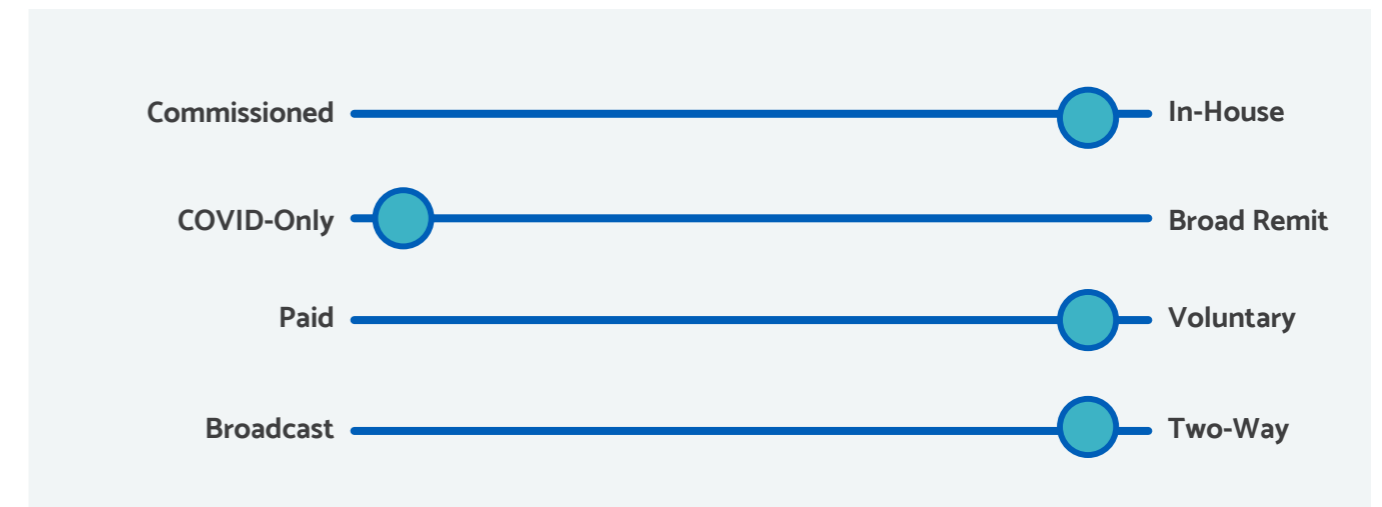 Commissioned In-House
COVID-Only Broad Remit
Paid Voluntary
Broadcast Two-Way